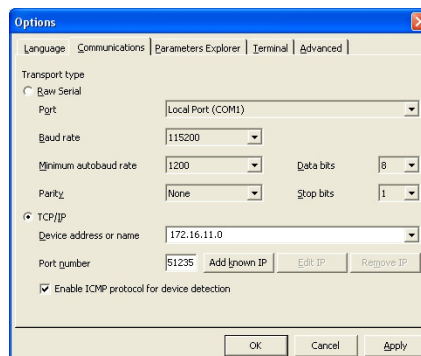 Options
Language Communications Parameters Explorer Terminal Advanced
Transport type
Raw Serial
Port Local Port (COM1)
Baud rate 115200
Minimum autobaud rate 1200 Data bits 8
Parity None Stop bits 1
TCP/IP
Device address or name 172.16.11.0
Port number 51235 Add known IP Edit IP Remove IP
Enable ICMP protocol for device detection
OK Cancel Apply